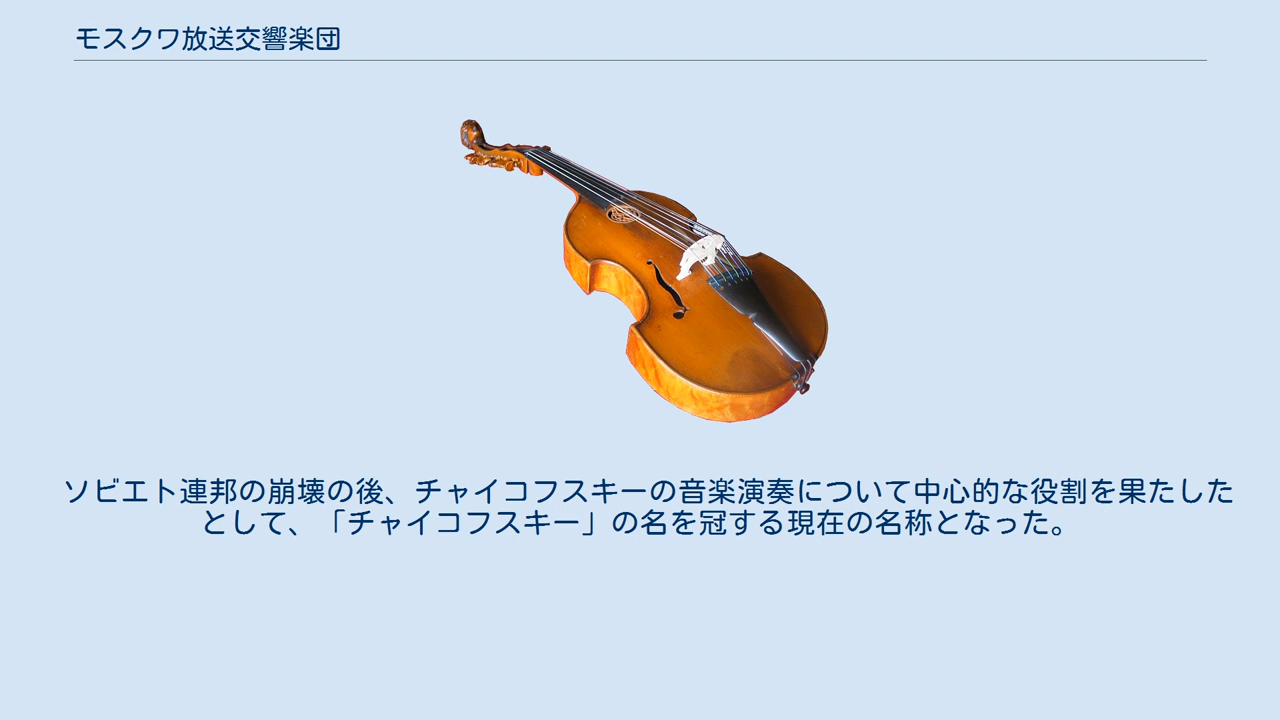 モスクワ放送交響楽団
ソビエト連邦の崩壊の後、チャイコフスキーの音楽演奏について中心的な役割を果たした
として、「チャイコフスキー」の名を冠する現在の名称となった。